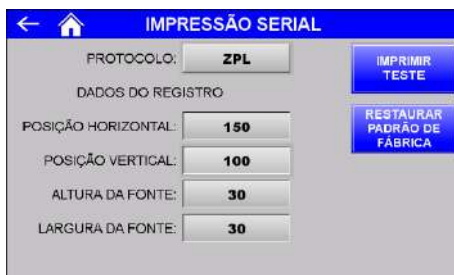 IMPRESSÃO SERIAL
PROTOCOLO: ZPL
IMPRIMIR
TESTE
DADOS DO REGISTRO
POSIÇÃO HORIZONTAL: 150
RESTAURAR
PADRÃO DE
FÁBRICA
POSIÇÃO VERTICAL: 100
ALTURA DA FONTE: 30
LARGURA DA FONTE: 30